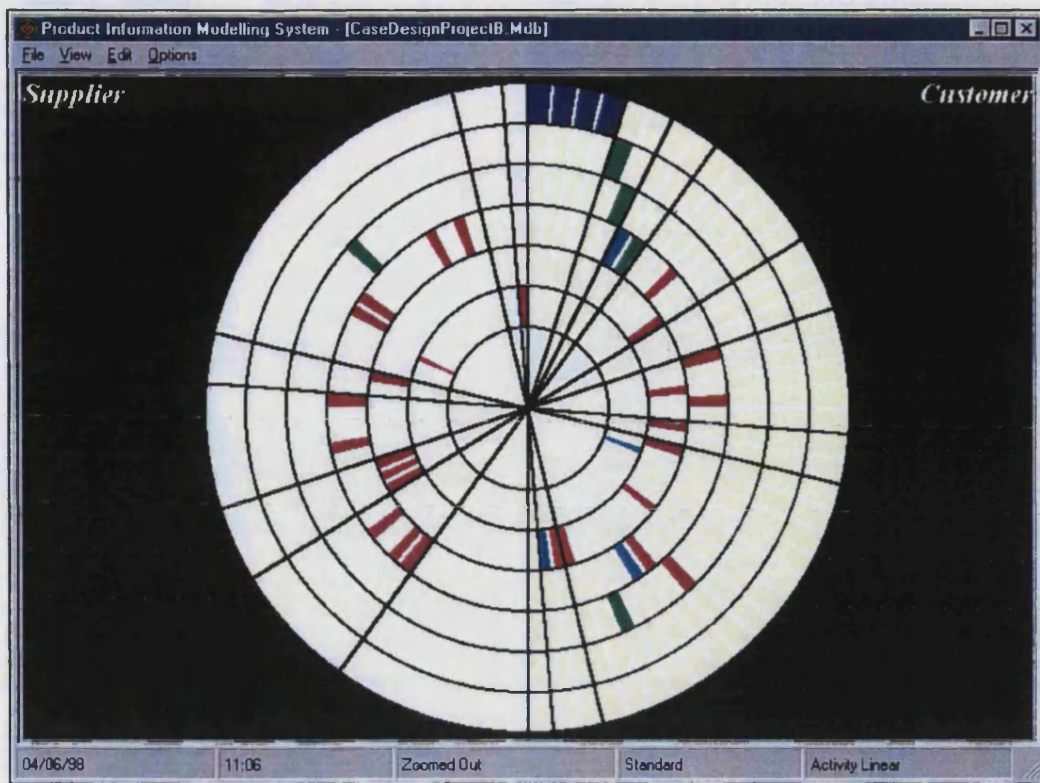 Product Information Modelling System - [CaseDesignProjectB.Mdb]
File View Edit Options
Supplier Customer
04/06/98 11:06 Zoomed Out Standard Activity Linear